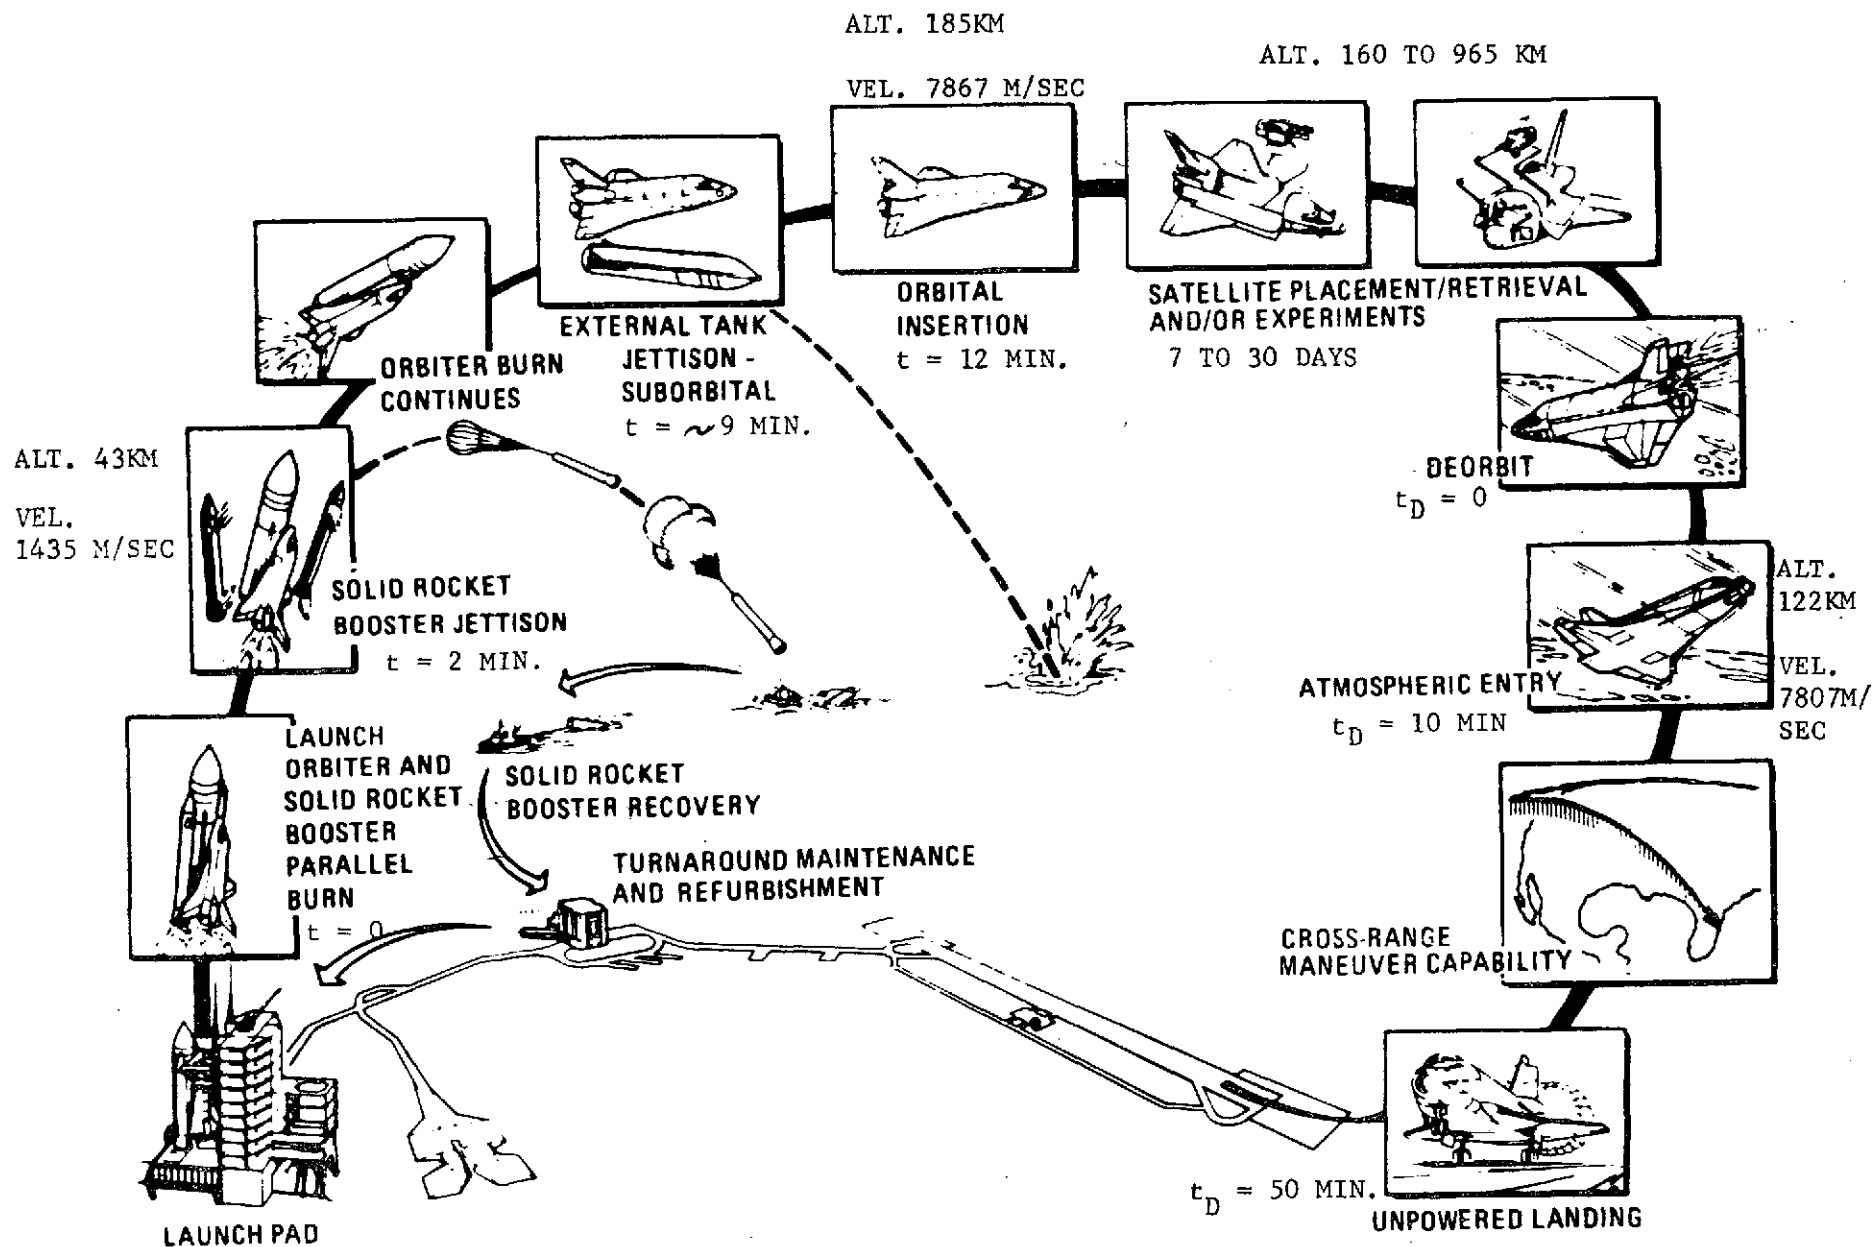 ALT. 185KM
VEL. 7867 M/SEC
ALT. 160 TO 965 KM
ORBITAL
INSERTION
t = 12 MIN.
SATELLITE PLACEMENT/RETRIEVAL
AND/OR EXPERIMENTS
7 TO 30 DAYS
EXTERNAL TANK
JETTISON -
SUBORBITAL
t = ~9 MIN.
ORBITER BURN
CONTINUES
ALT. 43KM
VEL.
1435 M/SEC
SOLID ROCKET
BOOSTER JETTISON
t = 2 MIN.
DEORBIT
tD = 0
ALT.
122KM
VEL.
7807M/
SEC
ATMOSPHERIC ENTRY
tD = 10 MIN
LAUNCH
ORBITER AND
SOLID ROCKET
BOOSTER
PARALLEL
BURN
t = 0
SOLID ROCKET
BOOSTER RECOVERY
TURNAROUND MAINTENANCE
AND REFURBISHMENT
CROSS-RANGE
MANEUVER CAPABILITY
tD = 50 MIN.
UNPOWERED LANDING
LAUNCH PAD